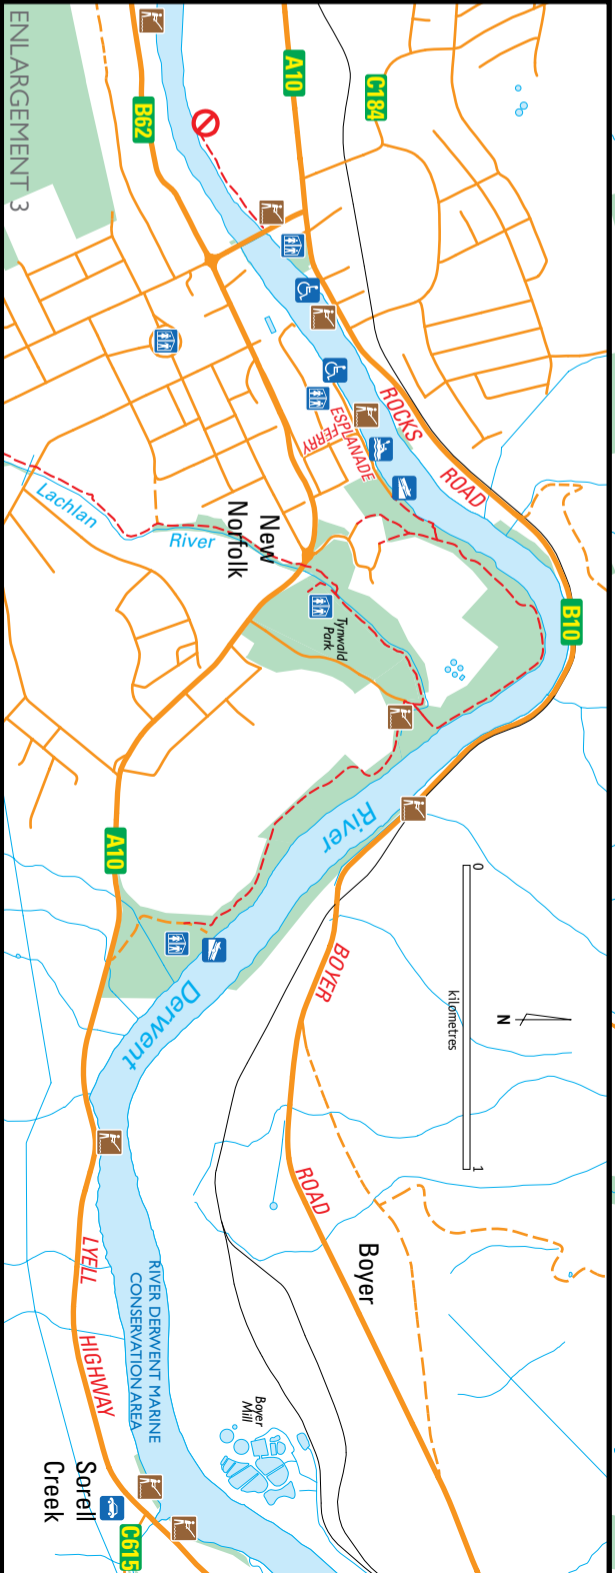 ENLARGEMENT 3
B62
A10
C184
ROCKS
ROAD
FERRY
ESPLANADE
Lachlan
River
New
Norfolk
Tynwald
Park
B10
River
Derwent
A10
BOYER
ROAD
0
kilometres
1
N
Boyer
LYELL
HIGHWAY
RIVER DERWENT MARINE
CONSERVATION AREA
Boyer
Mill
Sorell
Creek
C615